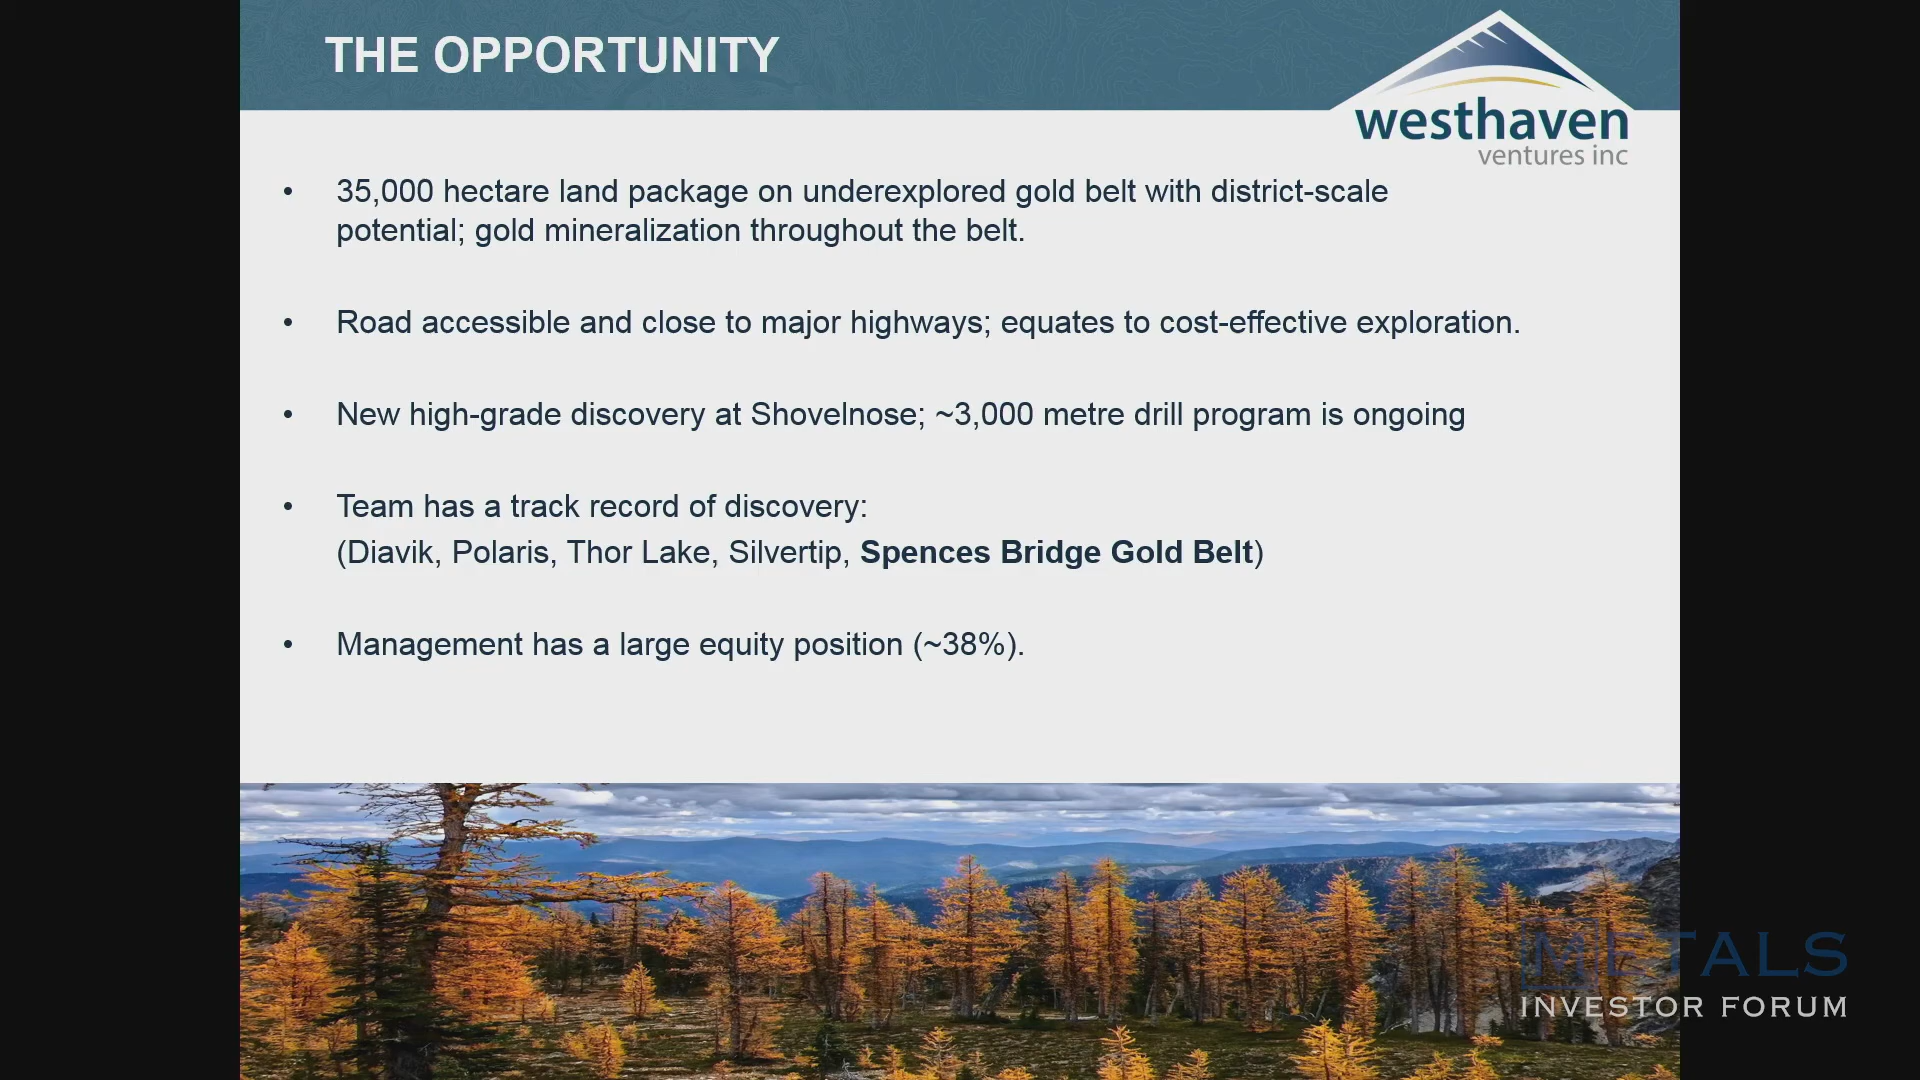 THE OPPORTUNITY
westhaven
ventures inc
• 35,000 hectare land package on underexplored gold belt with district-scale
potential; gold mineralization throughout the belt.
• Road accessible and close to major highways; equates to cost-effective exploration.
• New high-grade discovery at Shovelnose; ~3,000 metre drill program is ongoing
• Team has a track record of discovery:
(Diavik, Polaris, Thor Lake, Silvertip, Spences Bridge Gold Belt)
• Management has a large equity position (~38%).
METALS
INVESTOR FORUM